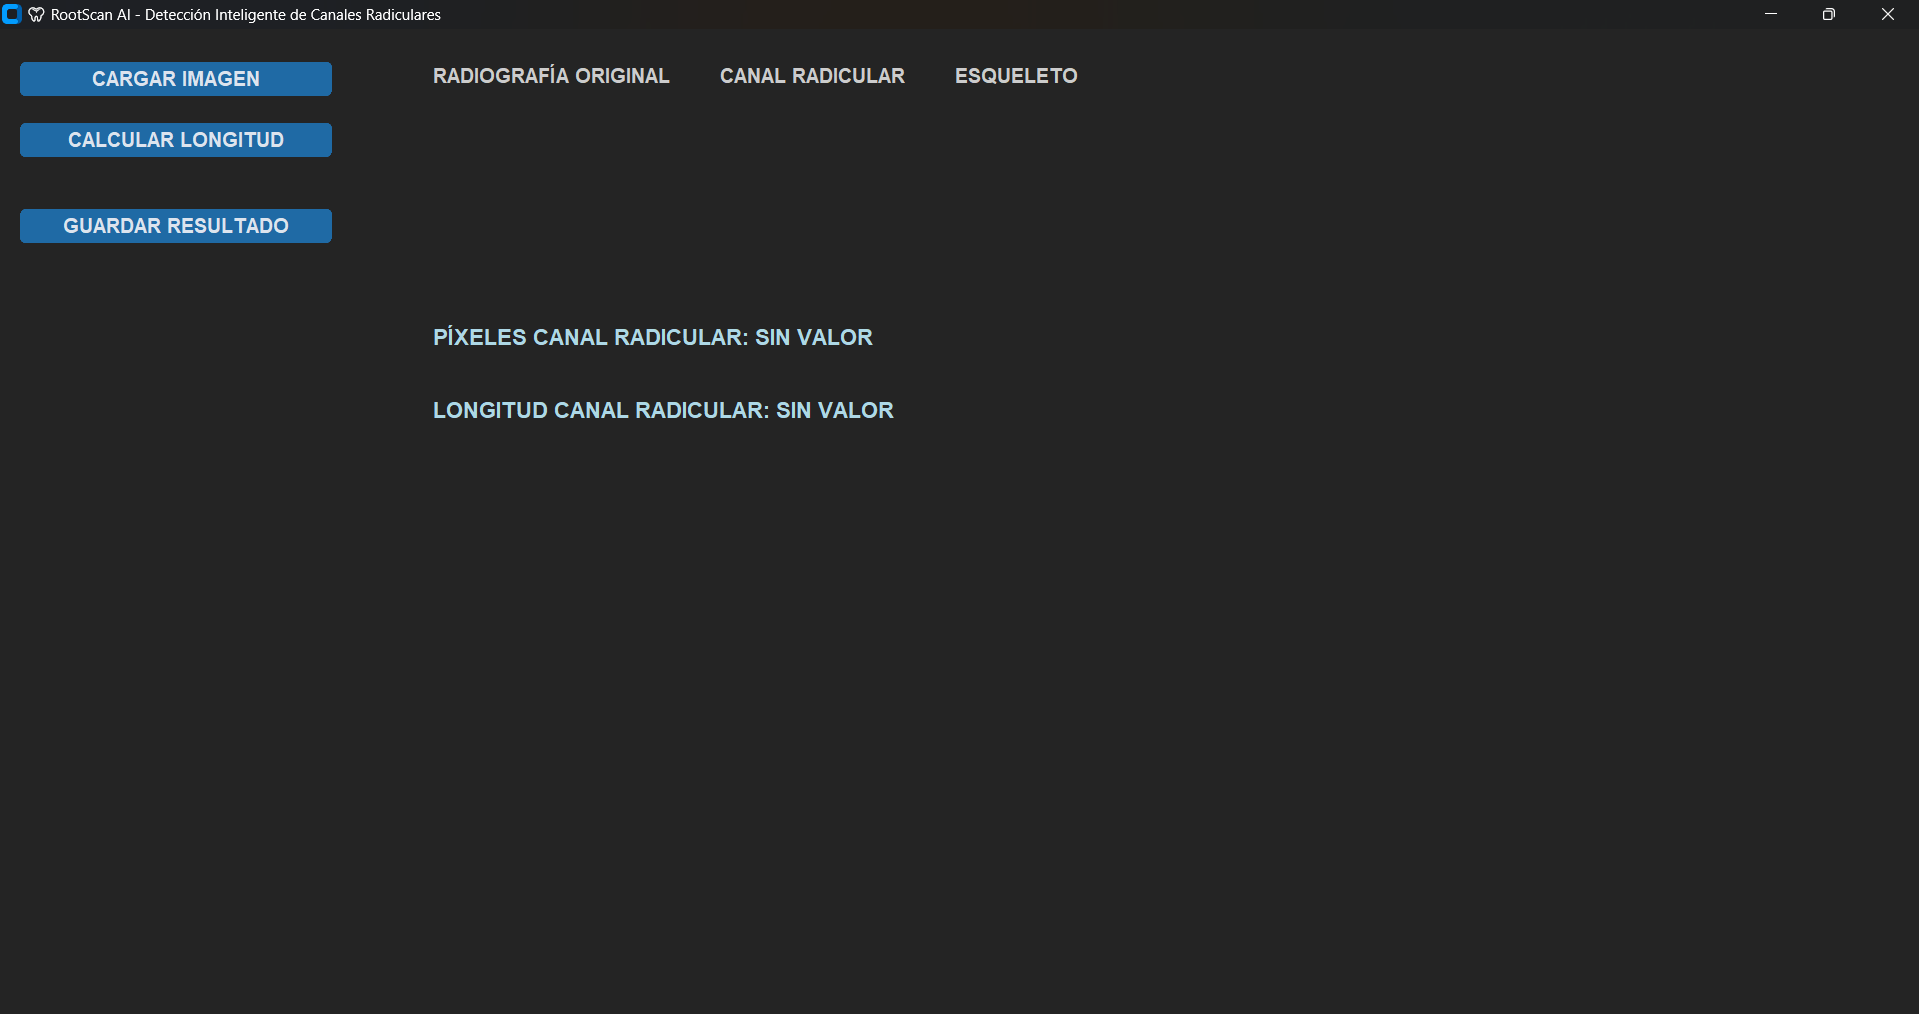 RootScan AI - Detección Inteligente de Canales Radiculares
CARGAR IMAGEN
CALCULAR LONGITUD
GUARDAR RESULTADO
RADIOGRAFÍA ORIGINAL CANAL RADICULAR ESQUELETO
PÍXELES CANAL RADICULAR: SIN VALOR
LONGITUD CANAL RADICULAR: SIN VALOR